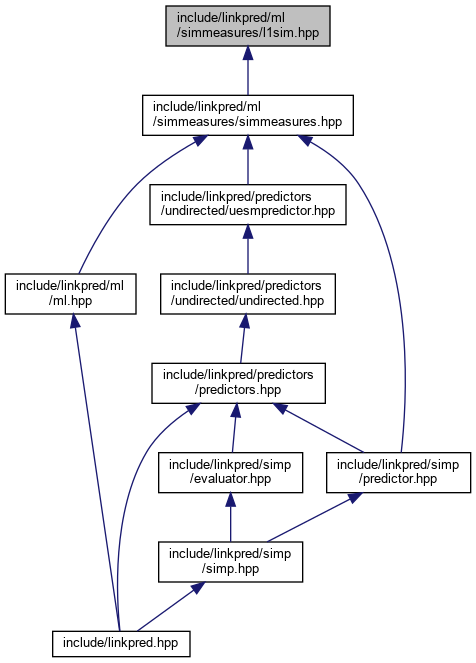 include/linkpred/ml
/simmeasures/l1sim.hpp
include/linkpred/ml
/simmeasures/simmeasures.hpp
include/linkpred/predictors
/undirected/uesmpredictor.hpp
include/linkpred/ml
/ml.hpp
include/linkpred/predictors
/undirected/undirected.hpp
include/linkpred/predictors
/predictors.hpp
include/linkpred/simp
/evaluator.hpp
include/linkpred/simp
/predictor.hpp
include/linkpred/simp
/simp.hpp
include/linkpred.hpp